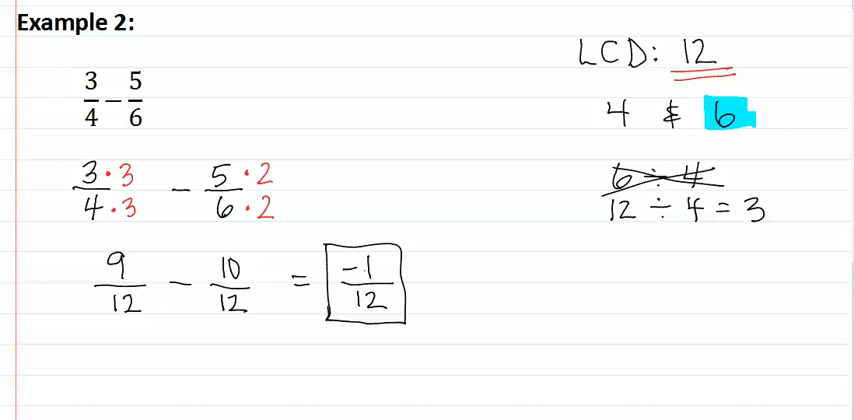 Example 2:
LCD: 12
3/4 − 5/6
4 & 6
3·3/4·3 − 5·2/6·2
6 ÷ 4
12 ÷ 4 = 3
9/12 − 10/12 = -1/12